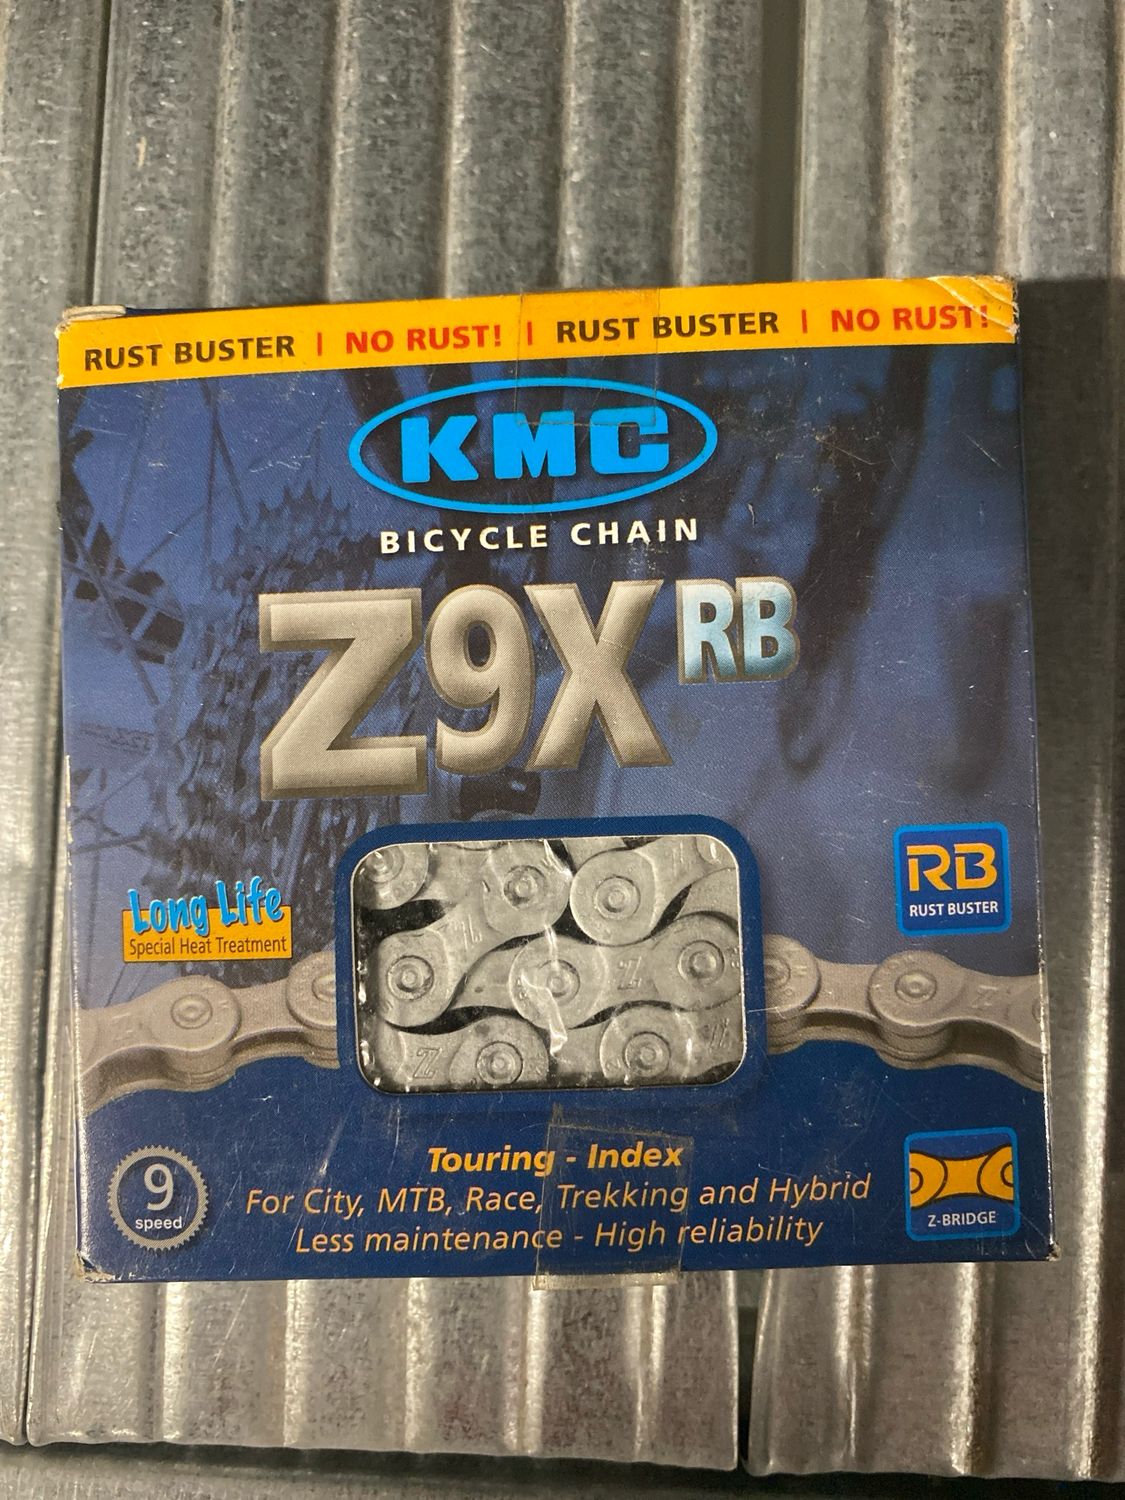 RUST BUSTER | NO RUST! | RUST BUSTER | NO RUST!
KMC
BICYCLE CHAIN
Z9X RB
RB
RUST BUSTER
Long Life
Special Heat Treatment
Z
Z
Z
Z
Z
Z
9
speed
Touring - Index
For City, MTB, Race, Trekking and Hybrid
Less maintenance - High reliability
Z-BRIDGE